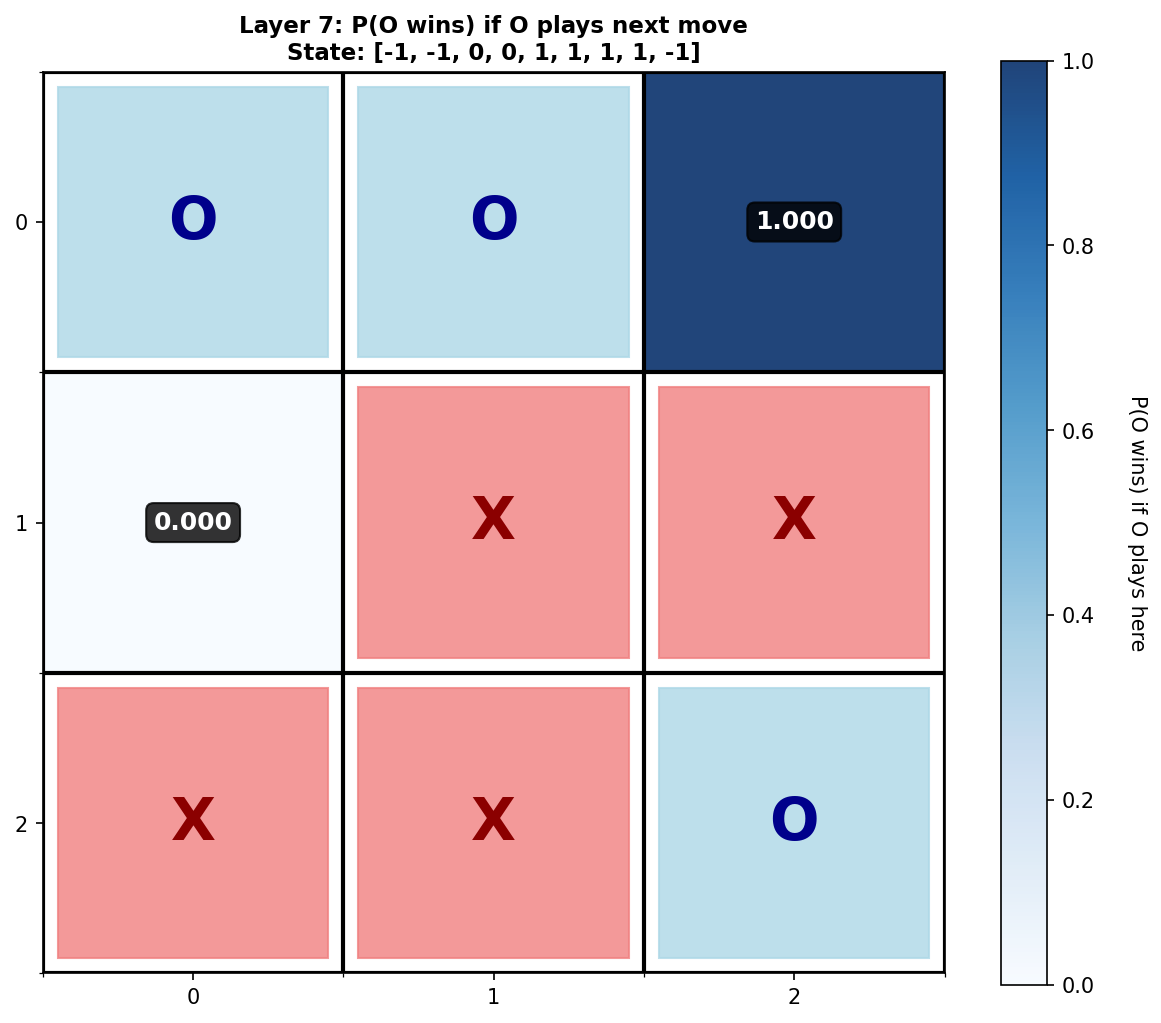 Layer 7: P(O wins) if O plays next move
State: [-1, -1, 0, 0, 1, 1, 1, 1, -1]
0
O
O
1.000
1
0.000
X
X
2
X
X
O
0
1
2
1.0
0.8
0.6
0.4
0.2
0.0
P(O wins) if O plays here